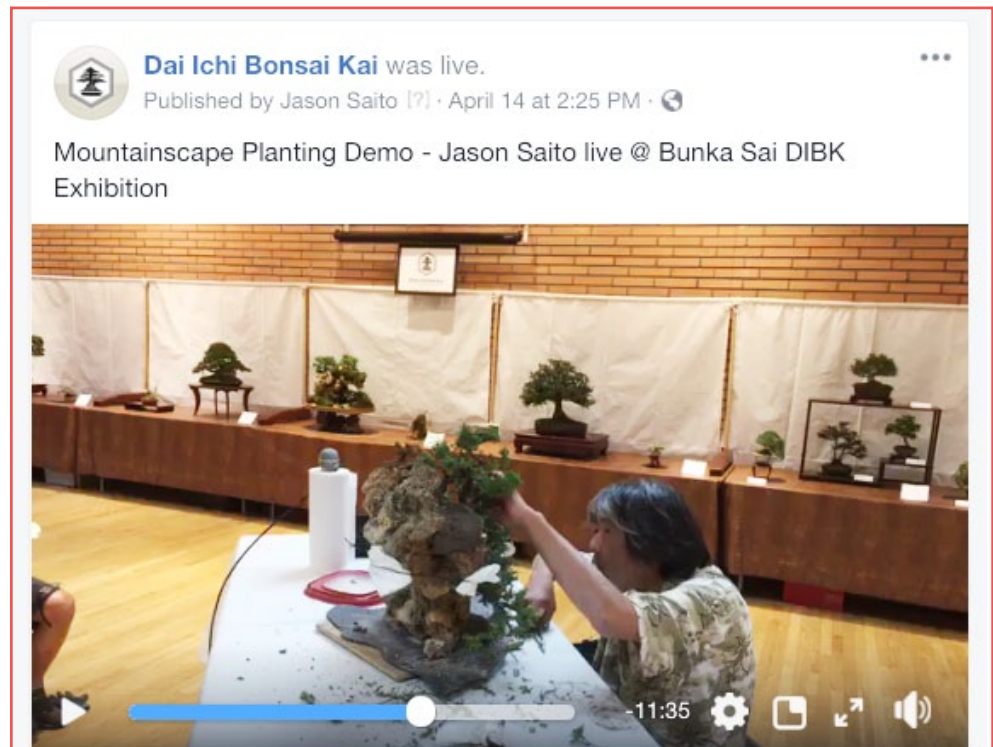 Dai Ichi Bonsai Kai was live.
Published by Jason Saito [?] · April 14 at 2:25 PM ·
Mountainscape Planting Demo - Jason Saito live @ Bunka Sai DIBK
Exhibition
-11:35